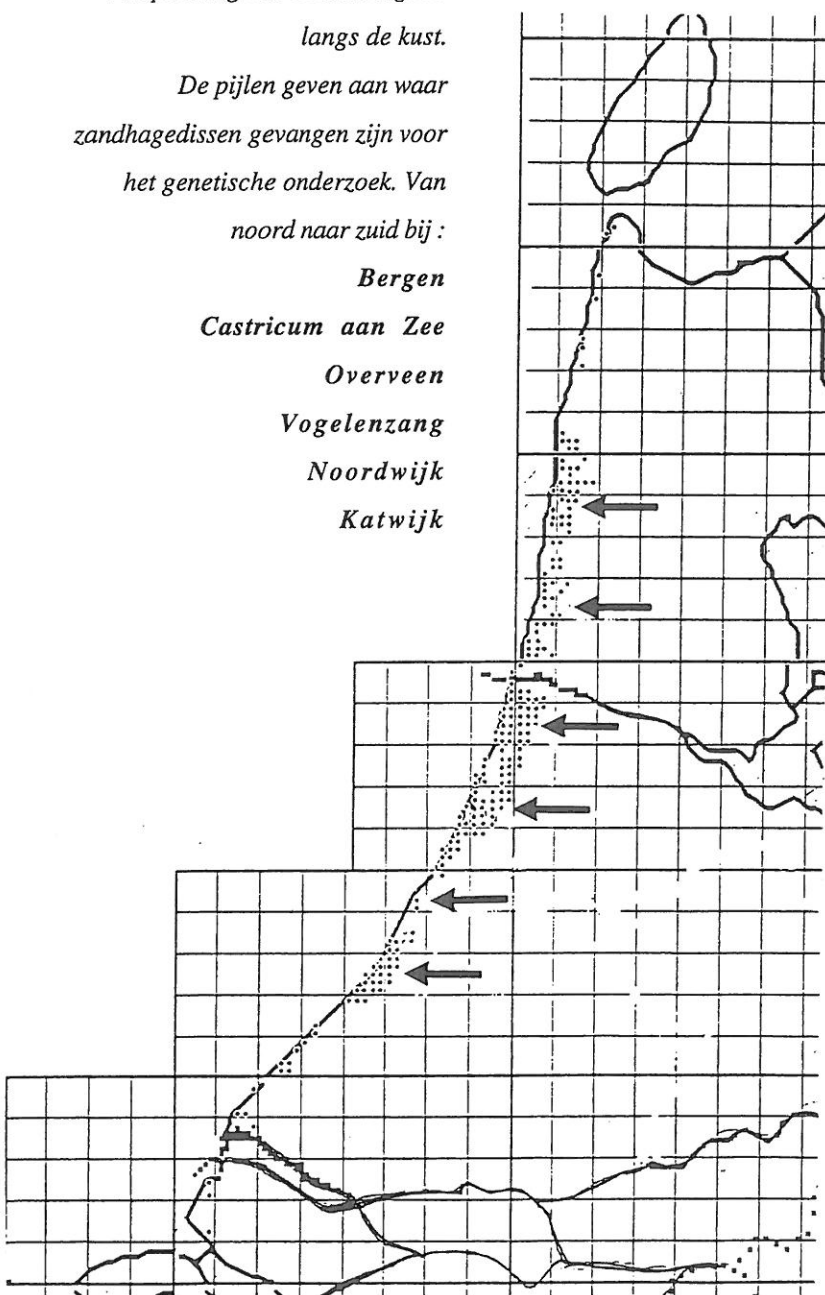 langs de kust.
De pijlen geven aan waar
zandhagedissen gevangen zijn voor
het genetische onderzoek. Van
noord naar zuid bij :
Bergen
Castricum aan Zee
Overveen
Vogelenzang
Noordwijk
Katwijk